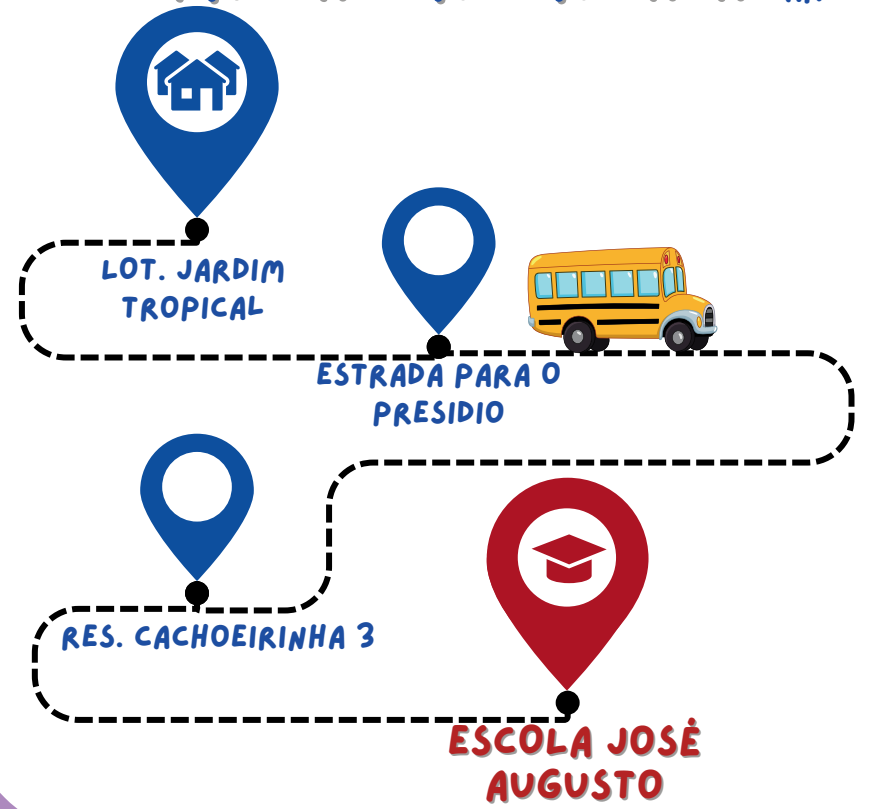 LOT. JARDIM
TROPICAL
ESTRADA PARA O
PRESIDIO
RES. CACHOEIRINHA 3
ESCOLA JOSÉ
AUGUSTO